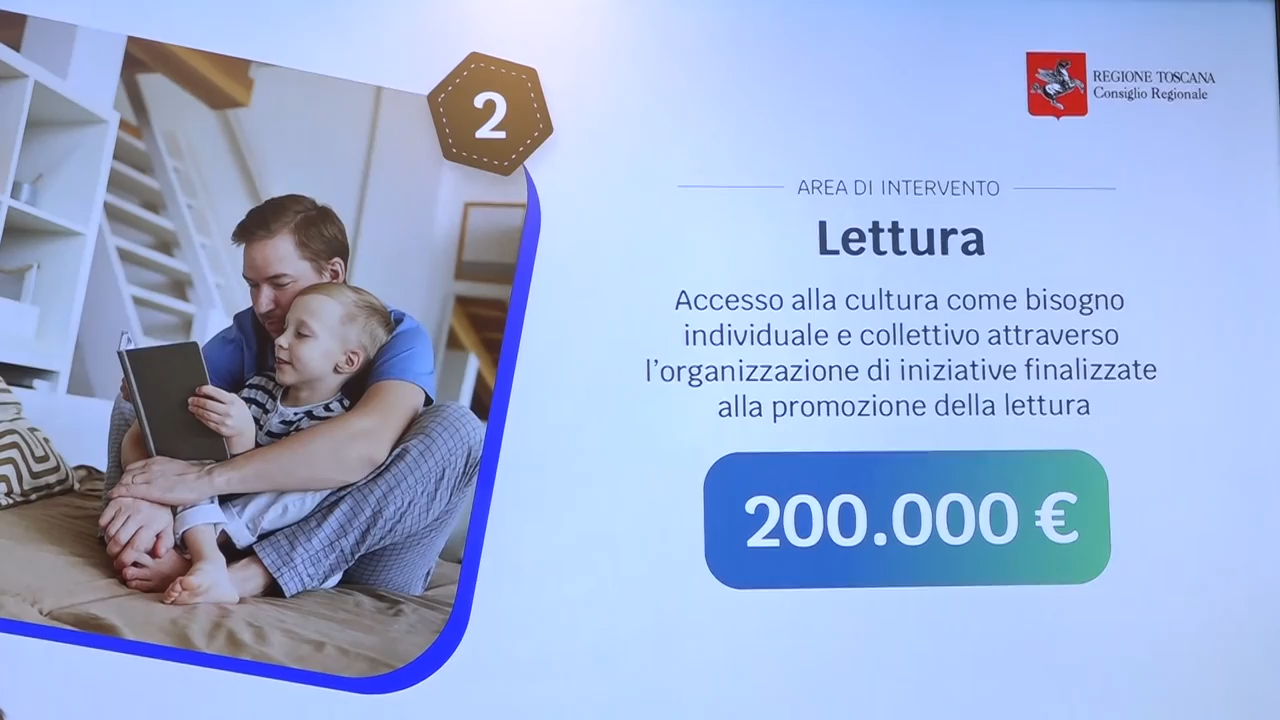 2
REGIONE TOSCANA
Consiglio Regionale
AREA DI INTERVENTO
Lettura
Accesso alla cultura come bisogno
individuale e collettivo attraverso
l'organizzazione di iniziative finalizzate
alla promozione della lettura
200.000 €